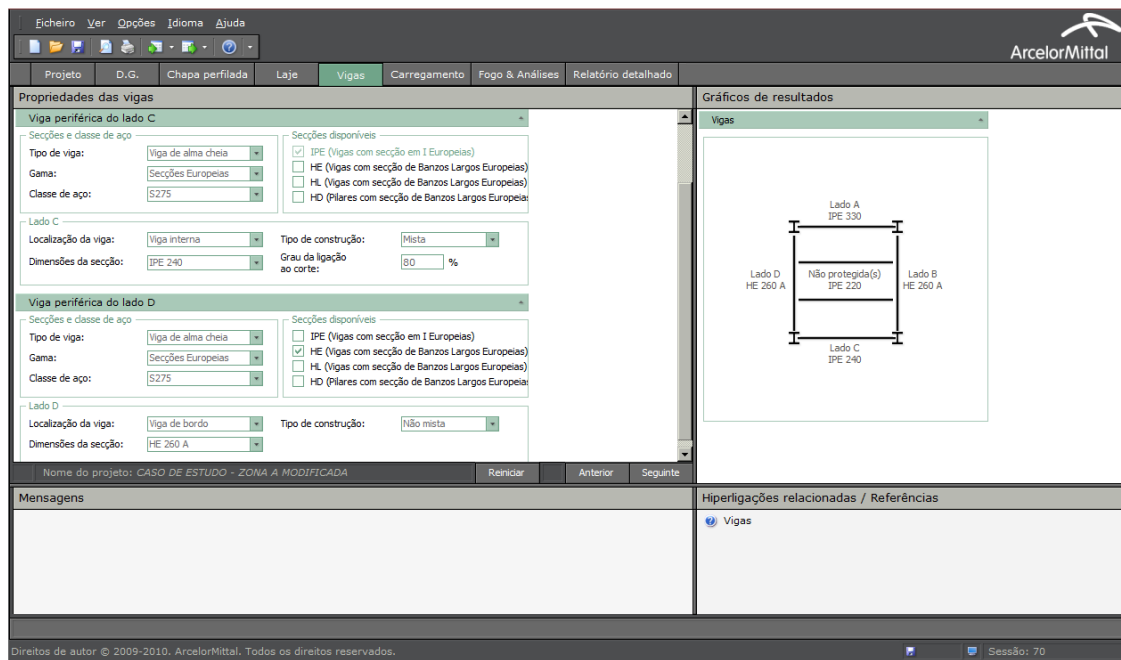 Ficheiro Ver Opções Idioma Ajuda
ArcelorMittal
Projeto D.G. Chapa perfilada Laje Vigas Carregamento Fogo & Análises Relatório detalhado
Propriedades das vigas
Viga periférica do lado C
Secções e classe de aço
Tipo de viga: Viga de alma cheia
Gama: Secções Europeias
Classe de aço: S275
Secções disponíveis
IPE (Vigas com secção em I Europeias)
HE (Vigas com secção de Banzos Largos Europeias)
HL (Vigas com secção de Banzos Largos Europeias)
HD (Pilares com secção de Banzos Largos Europeia
Lado C
Localização da viga: Viga interna Tipo de construção: Mista
Dimensões da secção: IPE 240 Grau da ligação
ao corte: 80 %
Viga periférica do lado D
Secções e classe de aço
Tipo de viga: Viga de alma cheia
Gama: Secções Europeias
Classe de aço: S275
Secções disponíveis
IPE (Vigas com secção em I Europeias)
HE (Vigas com secção de Banzos Largos Europeias)
HL (Vigas com secção de Banzos Largos Europeias)
HD (Pilares com secção de Banzos Largos Europeia
Lado D
Localização da viga: Viga de bordo Tipo de construção: Não mista
Dimensões da secção: HE 260 A
Nome do projeto: CASO DE ESTUDO - ZONA A MODIFICADA Reiniciar Anterior Seguinte
Gráficos de resultados
Vigas
Lado A
IPE 330
Lado D
HE 260 A
Não protegida(s)
IPE 220
Lado B
HE 260 A
Lado C
IPE 240
Mensagens
Hiperligações relacionadas / Referências
Vigas
Direitos de autor © 2009-2010. ArcelorMittal. Todos os direitos reservados. Sessão: 70